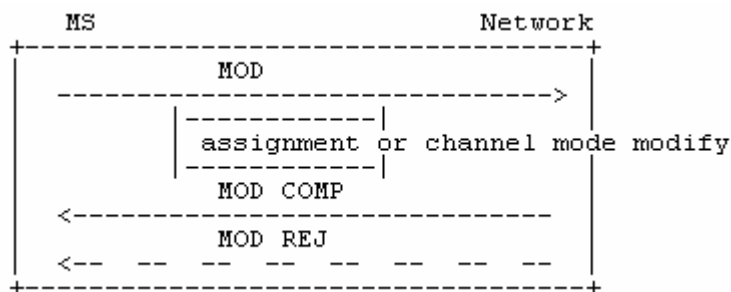 MS Network
MOD
assignment or channel mode modify
MOD COMP
MOD REJ